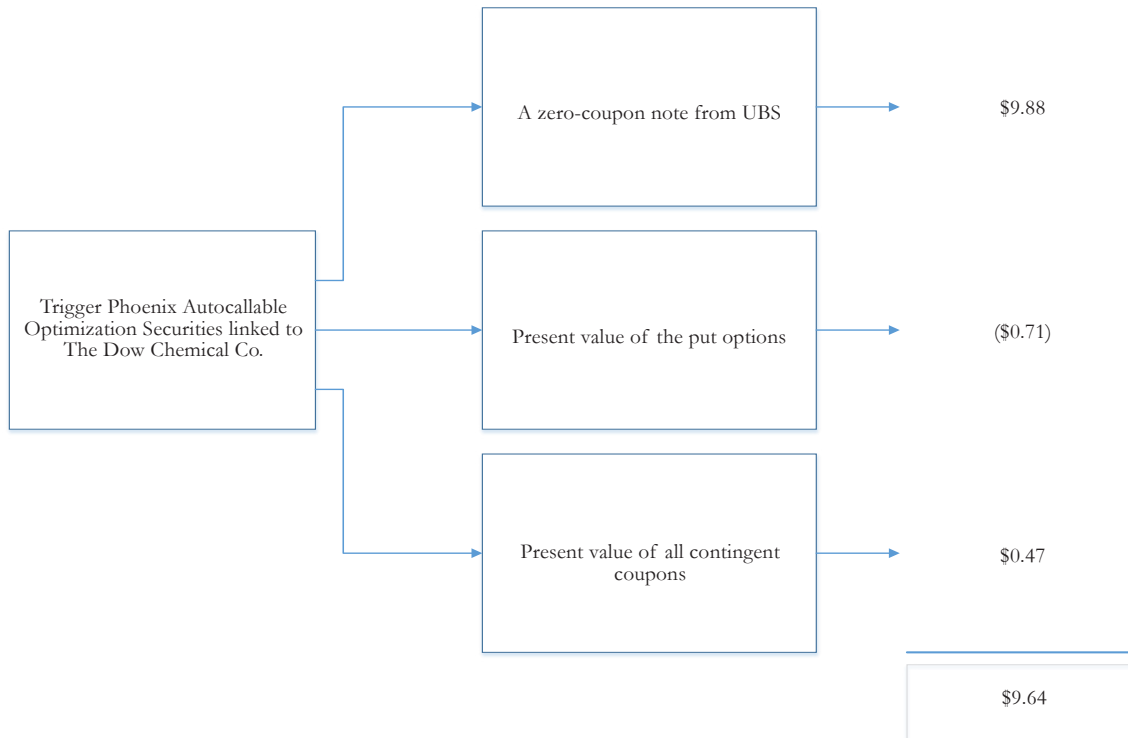 A zero-coupon note from UBS
$9.88
Trigger Phoenix Autocallable
Optimization Securities linked to
The Dow Chemical Co.
Present value of the put options
($0.71)
Present value of all contingent
coupons
$0.47
$9.64